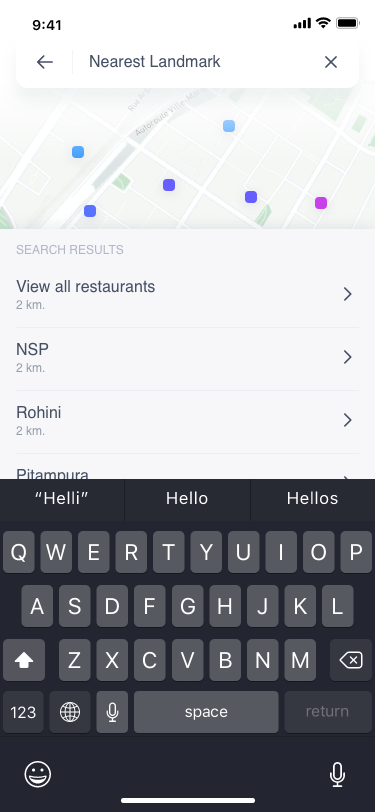 9:41
Nearest Landmark
Autoroute Ville-Ma
SEARCH RESULTS
View all restaurants
2 km.
NSP
2 km.
Rohini
2 km.
Pitampura
“Helli” Hello Hellos
Q W E R T Y U I O P
A S D F G H J K L
Z X C V B N M
123 space return